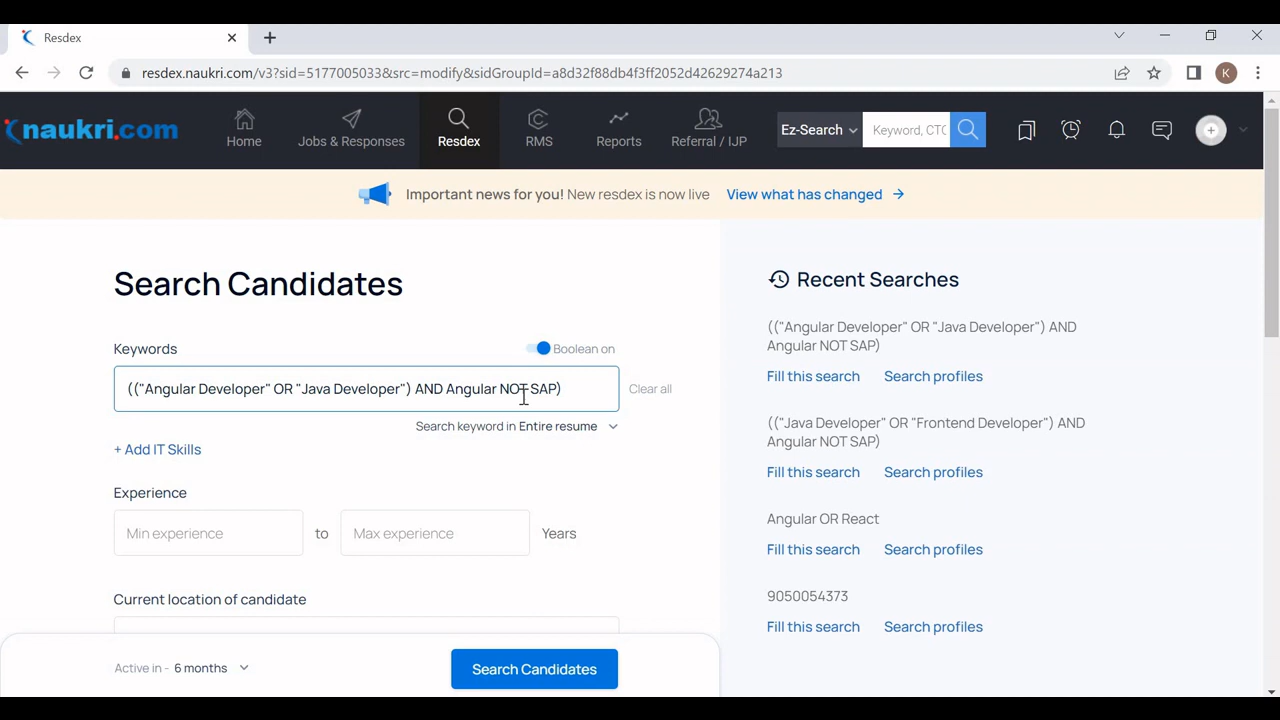 Resdex
resdex.naukri.com/v3?sid=5177005033&src=modify&sidGroupId=a8d32f88db4f3ff2052d42629274a213
K
naukri.com
Home
Jobs & Responses
Resdex
RMS
Reports
Referral / IJP
Ez-Search
Keyword, CTC
Important news for you! New resdex is now live View what has changed →
Search Candidates
Keywords
Boolean on
(("Angular Developer" OR "Java Developer") AND Angular NOT SAP)
Clear all
Search keyword in Entire resume
+ Add IT Skills
Experience
Min experience to Max experience Years
Current location of candidate
Active in - 6 months
Search Candidates
Recent Searches
(("Angular Developer" OR "Java Developer") AND
Angular NOT SAP)
Fill this search Search profiles
(("Java Developer" OR "Frontend Developer") AND
Angular NOT SAP)
Fill this search Search profiles
Angular OR React
Fill this search Search profiles
9050054373
Fill this search Search profiles